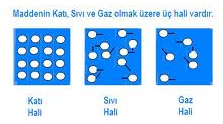 Maddenin Katı, Sıvı ve Gaz olmak üzere üç hali vardır.
Katı Sıvı Gaz
Hali Hali Hali